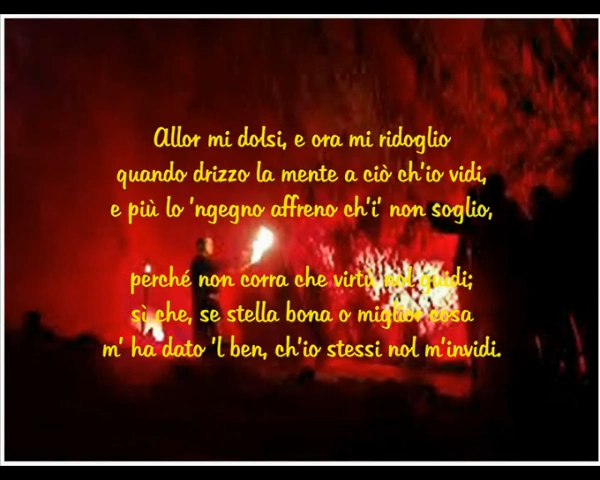 Allor mi dolsi, e ora mi ridoglio
quando drizzo la mente a ciò ch'io vidi,
e più lo 'ngegno affreno ch'i' non soglio,
perché non corra che virtù nol guidi;
sì che, se stella bona o miglior cosa
m' ha dato 'l ben, ch'io stessi nol m'invidi.